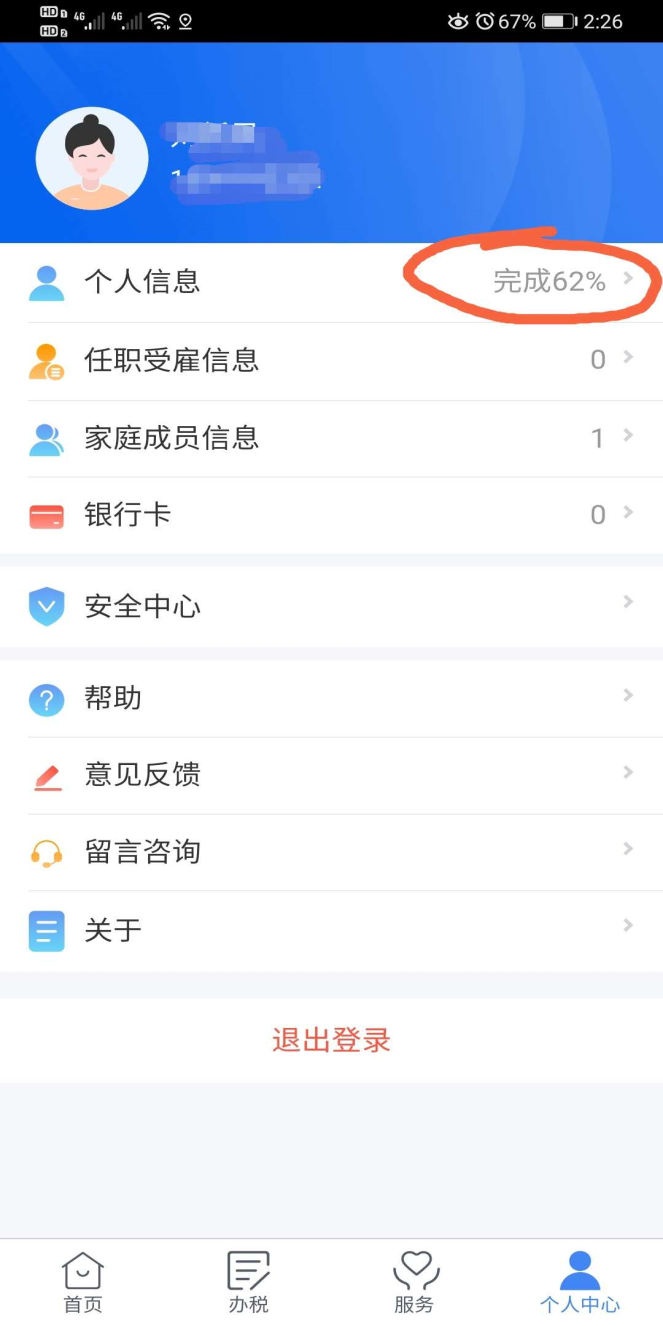 HD 1 4G 4G 67% 2:26
HD 2
个人信息 完成62%
任职受雇信息 0
家庭成员信息 1
银行卡 0
安全中心
帮助
意见反馈
留言咨询
关于
退出登录
首页 办税 服务 个人中心